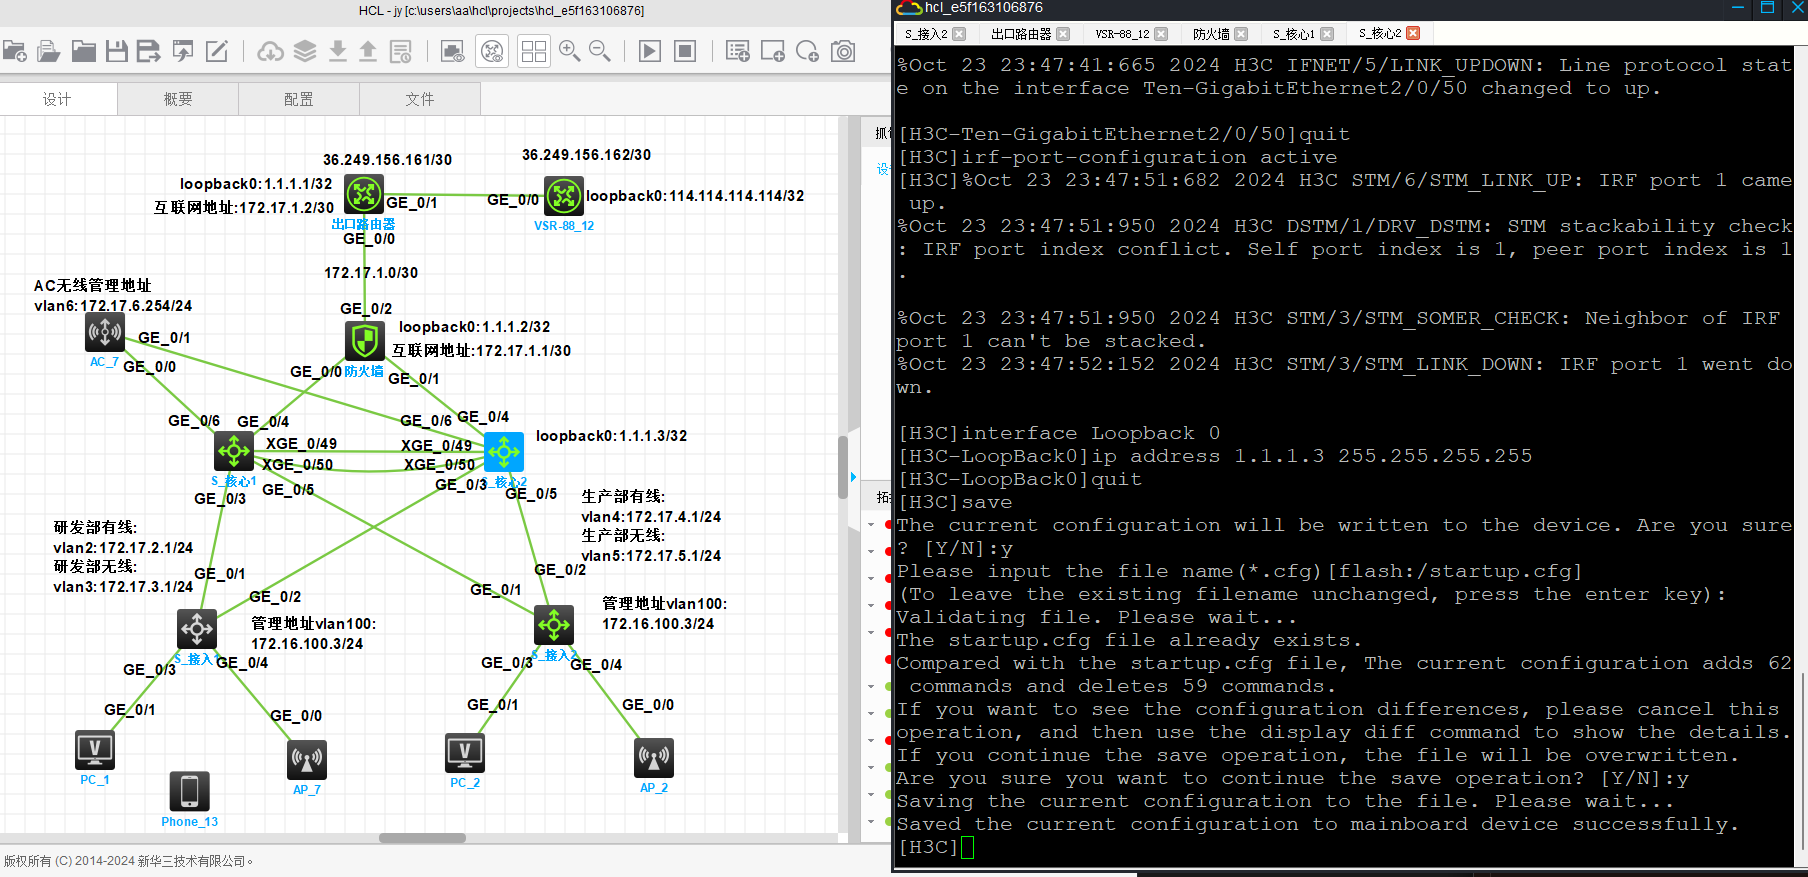 HCL - jy [c:\users\aa\hcl\projects\hcl_e5f163106876]
设计
概要
配置
文件
抓
设
拓
36.249.156.161/30
36.249.156.162/30
loopback0:1.1.1.1/32
互联网地址:172.17.1.2/30
GE_0/1
GE_0/0
loopback0:114.114.114.114/32
出口路由器
VSR-88_12
GE_0/0
172.17.1.0/30
AC无线管理地址
vlan6:172.17.6.254/24
GE_0/2
loopback0:1.1.1.2/32
GE_0/1
互联网地址:172.17.1.1/30
AC_7
GE_0/0
GE_0/0
防火墙
GE_0/1
GE_0/6
GE_0/4
GE_0/6
GE_0/4
loopback0:1.1.1.3/32
XGE_0/49
XGE_0/49
XGE_0/50
XGE_0/50
S_核心1
S_核心2
GE_0/3
GE_0/5
GE_0/3
GE_0/5
生产部有线:
vlan4:172.17.4.1/24
生产部无线:
vlan5:172.17.5.1/24
研发部有线:
vlan2:172.17.2.1/24
研发部无线:
vlan3:172.17.3.1/24
GE_0/1
GE_0/2
GE_0/2
GE_0/1
管理地址vlan100:
172.16.100.3/24
管理地址vlan100:
172.16.100.3/24
S_接入1
GE_0/3
GE_0/4
S_接入2
GE_0/3
GE_0/4
GE_0/1
GE_0/0
GE_0/1
GE_0/0
PC_1
AP_7
PC_2
AP_2
Phone_13
版权所有 (C) 2014-2024 新华三技术有限公司。
hcl_e5f163106876
S_接入2
出口路由器
VSR-88_12
防火墙
S_核心1
S_核心2
%Oct 23 23:47:41:665 2024 H3C IFNET/5/LINK_UPDOWN: Line protocol stat
e on the interface Ten-GigabitEthernet2/0/50 changed to up.
[H3C-Ten-GigabitEthernet2/0/50]quit
[H3C]irf-port-configuration active
[H3C]%Oct 23 23:47:51:682 2024 H3C STM/6/STM_LINK_UP: IRF port 1 came
up.
%Oct 23 23:47:51:950 2024 H3C DSTM/1/DRV_DSTM: STM stackability check
: IRF port index conflict. Self port index is 1, peer port index is 1
.
%Oct 23 23:47:51:950 2024 H3C STM/3/STM_SOMER_CHECK: Neighbor of IRF
port 1 can't be stacked.
%Oct 23 23:47:52:152 2024 H3C STM/3/STM_LINK_DOWN: IRF port 1 went do
wn.
[H3C]interface Loopback 0
[H3C-LoopBack0]ip address 1.1.1.3 255.255.255.255
[H3C-LoopBack0]quit
[H3C]save
The current configuration will be written to the device. Are you sure
? [Y/N]:y
Please input the file name(*.cfg)[flash:/startup.cfg]
(To leave the existing filename unchanged, press the enter key):
Validating file. Please wait...
The startup.cfg file already exists.
Compared with the startup.cfg file, The current configuration adds 62
commands and deletes 59 commands.
If you want to see the configuration differences, please cancel this
operation, and then use the display diff command to show the details.
If you continue the save operation, the file will be overwritten.
Are you sure you want to continue the save operation? [Y/N]:y
Saving the current configuration to the file. Please wait...
Saved the current configuration to mainboard device successfully.
[H3C]